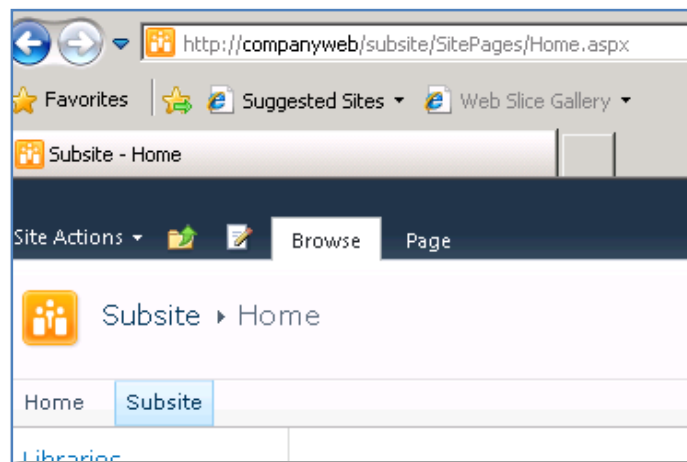 http://companyweb/subsite/SitePages/Home.aspx
Favorites Suggested Sites Web Slice Gallery
Subsite - Home
Site Actions Browse Page
Subsite Home
Home Subsite
Libraries